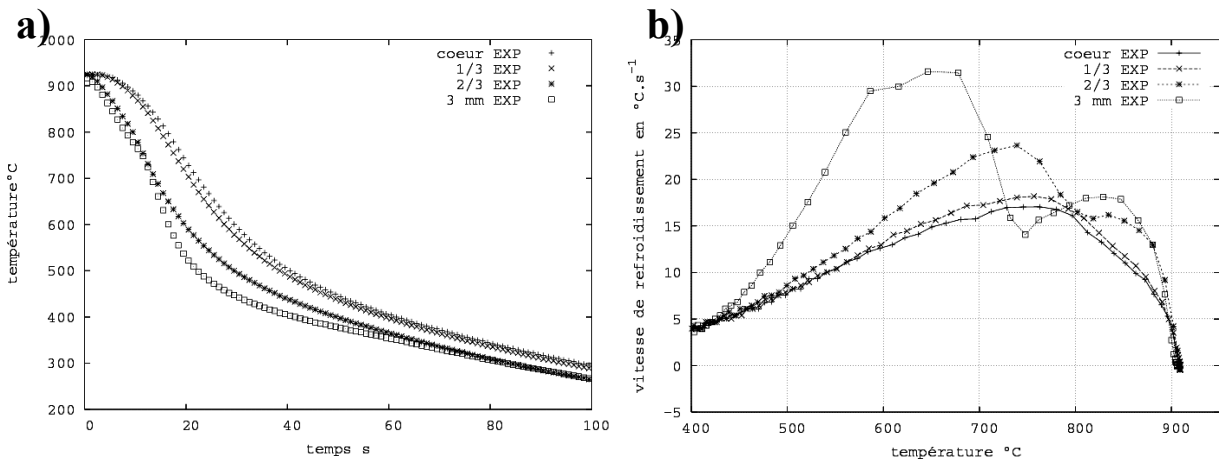 a)
température°C
1000
900
800
700
600
500
400
300
200
0
20
40
60
80
100
temps s
coeur EXP
1/3 EXP
2/3 EXP
3 mm EXP
b)
vitesse de refroidissement en °C.s-1
35
30
25
20
15
10
5
0
-5
400
500
600
700
800
900
température °C
coeur EXP
1/3 EXP
2/3 EXP
3 mm EXP